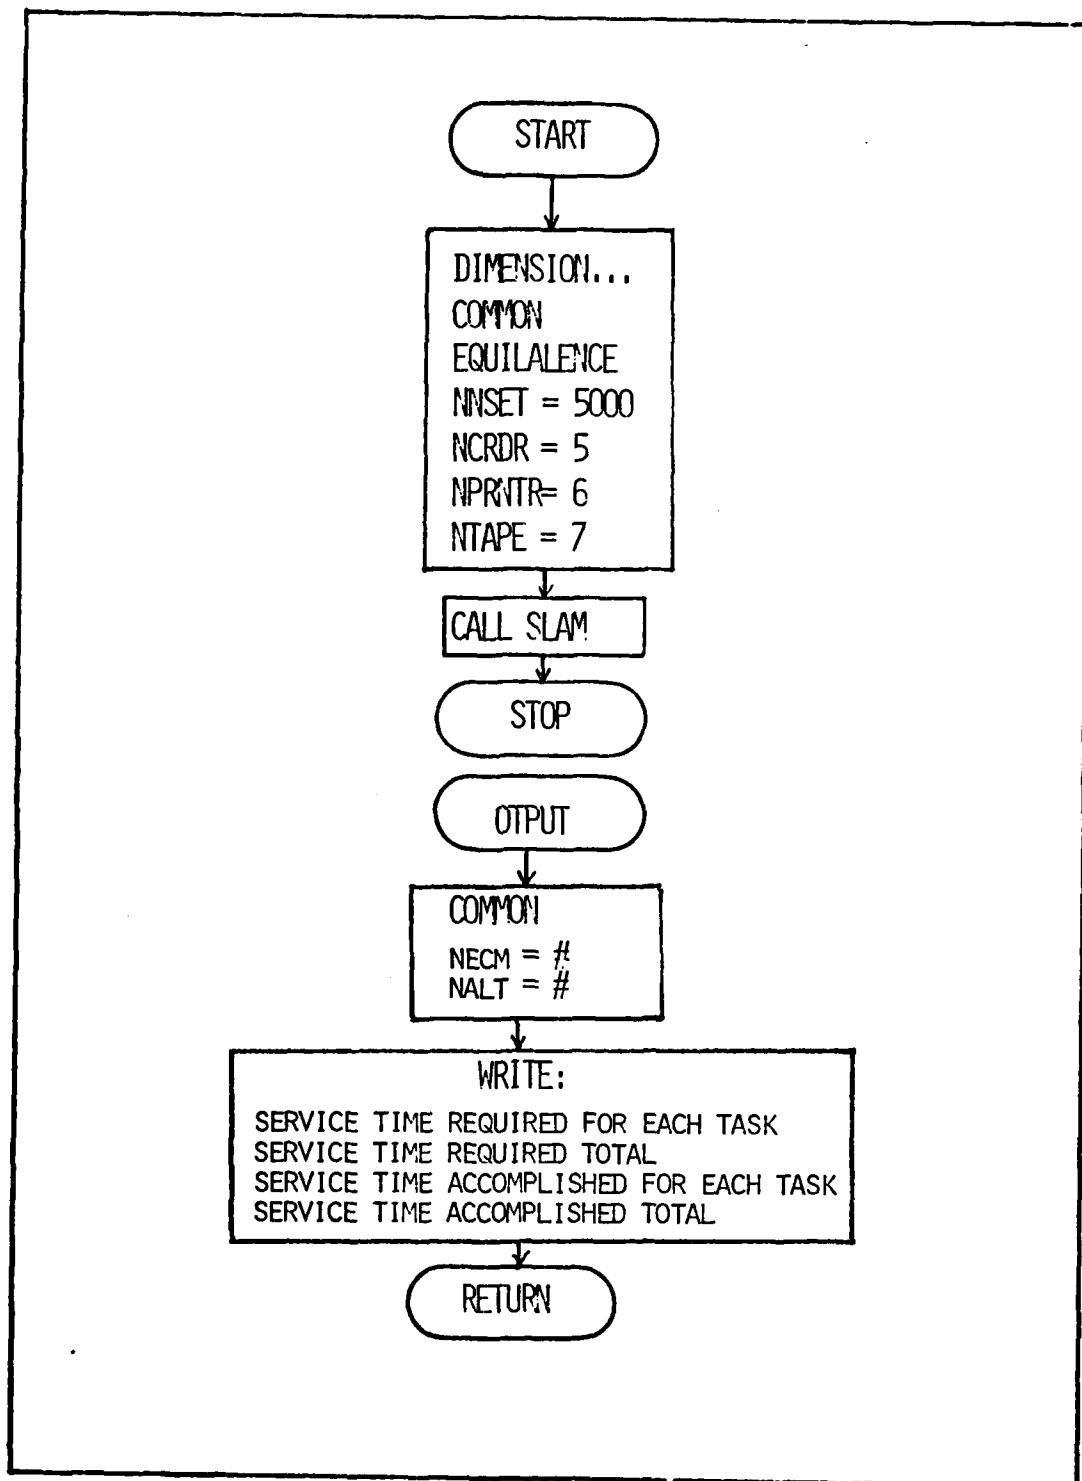 START
DIMENSION...
COMMON
EQUILALENCE
NNSET = 5000
NCRDR = 5
NPRNTR= 6
NTAPE = 7
CALL SLAM
STOP
OTPUT
COMMON
NECM = #
NALT = #
WRITE:
SERVICE TIME REQUIRED FOR EACH TASK
SERVICE TIME REQUIRED TOTAL
SERVICE TIME ACCOMPLISHED FOR EACH TASK
SERVICE TIME ACCOMPLISHED TOTAL
RETURN